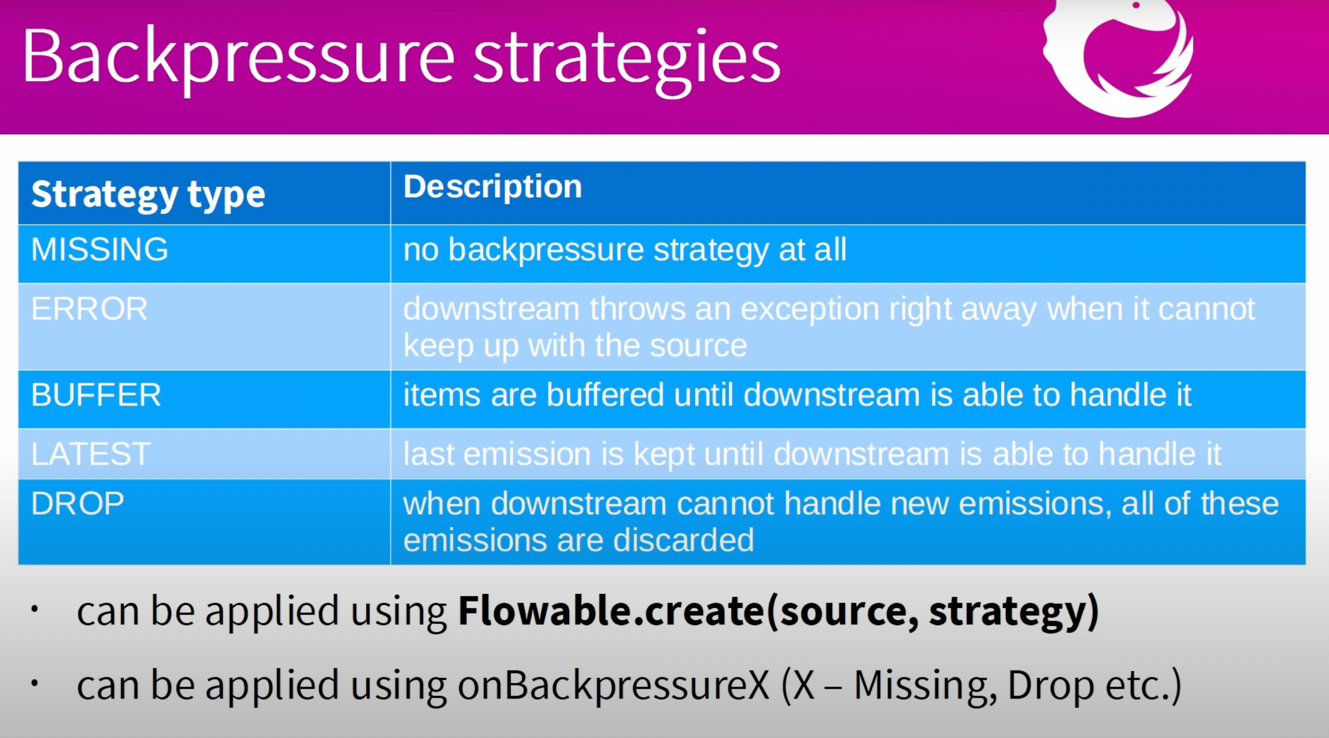 Backpressure strategies
Strategy type
Description
MISSING
no backpressure strategy at all
ERROR
downstream throws an exception right away when it cannot
keep up with the source
BUFFER
items are buffered until downstream is able to handle it
LATEST
last emission is kept until downstream is able to handle it
DROP
when downstream cannot handle new emissions, all of these
emissions are discarded
• can be applied using Flowable.create(source, strategy)
• can be applied using onBackpressureX (X – Missing, Drop etc.)